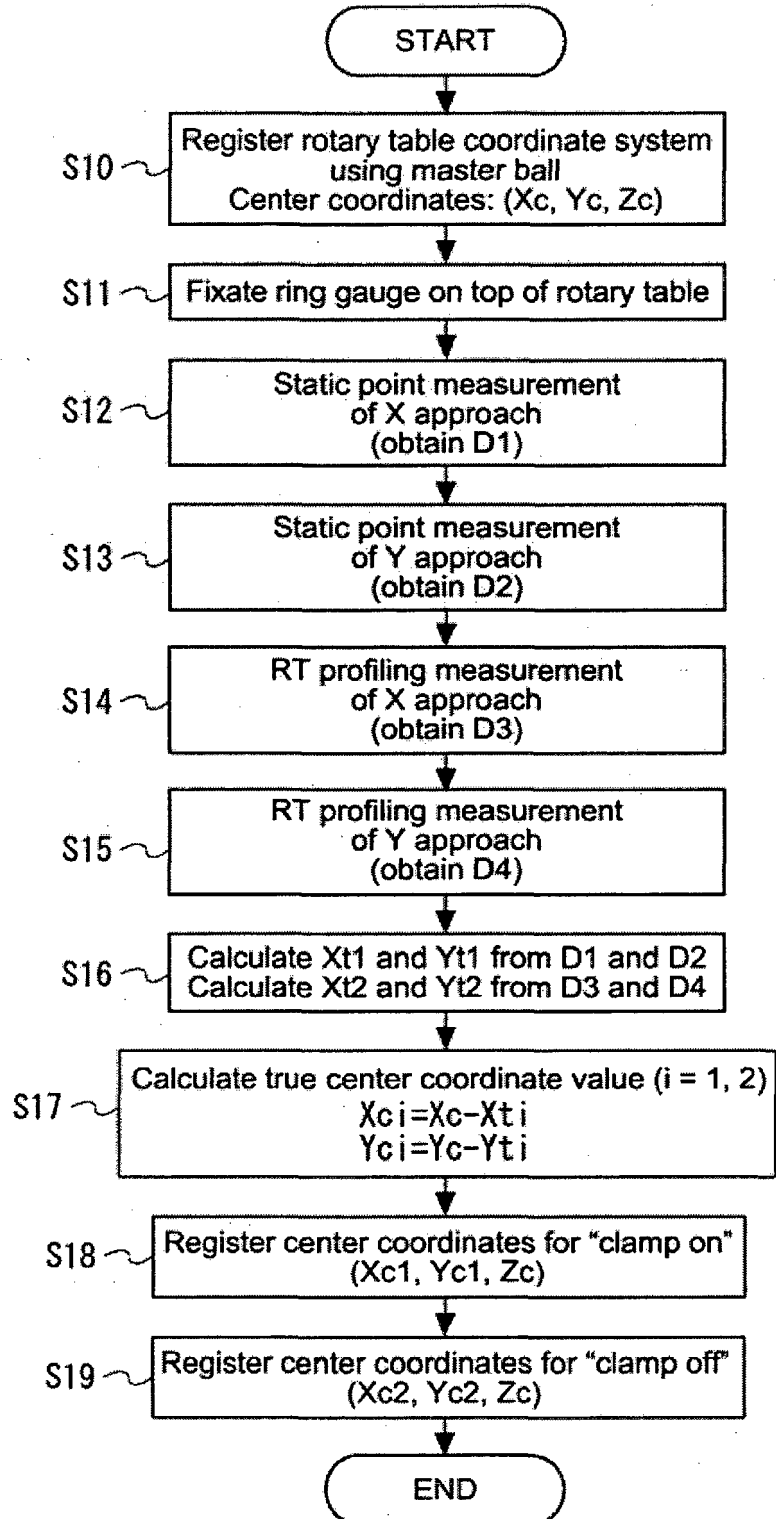 START
S10
Register rotary table coordinate system
using master ball
Center coordinates: (Xc, Yc, Zc)
S11
Fixate ring gauge on top of rotary table
S12
Static point measurement
of X approach
(obtain D1)
S13
Static point measurement
of Y approach
(obtain D2)
S14
RT profiling measurement
of X approach
(obtain D3)
S15
RT profiling measurement
of Y approach
(obtain D4)
S16
Calculate Xt1 and Yt1 from D1 and D2
Calculate Xt2 and Yt2 from D3 and D4
S17
Calculate true center coordinate value (i = 1, 2)
Xci=Xc-Xti
Yci=Yc-Yti
S18
Register center coordinates for “clamp on”
(Xc1, Yc1, Zc)
S19
Register center coordinates for “clamp off”
(Xc2, Yc2, Zc)
END